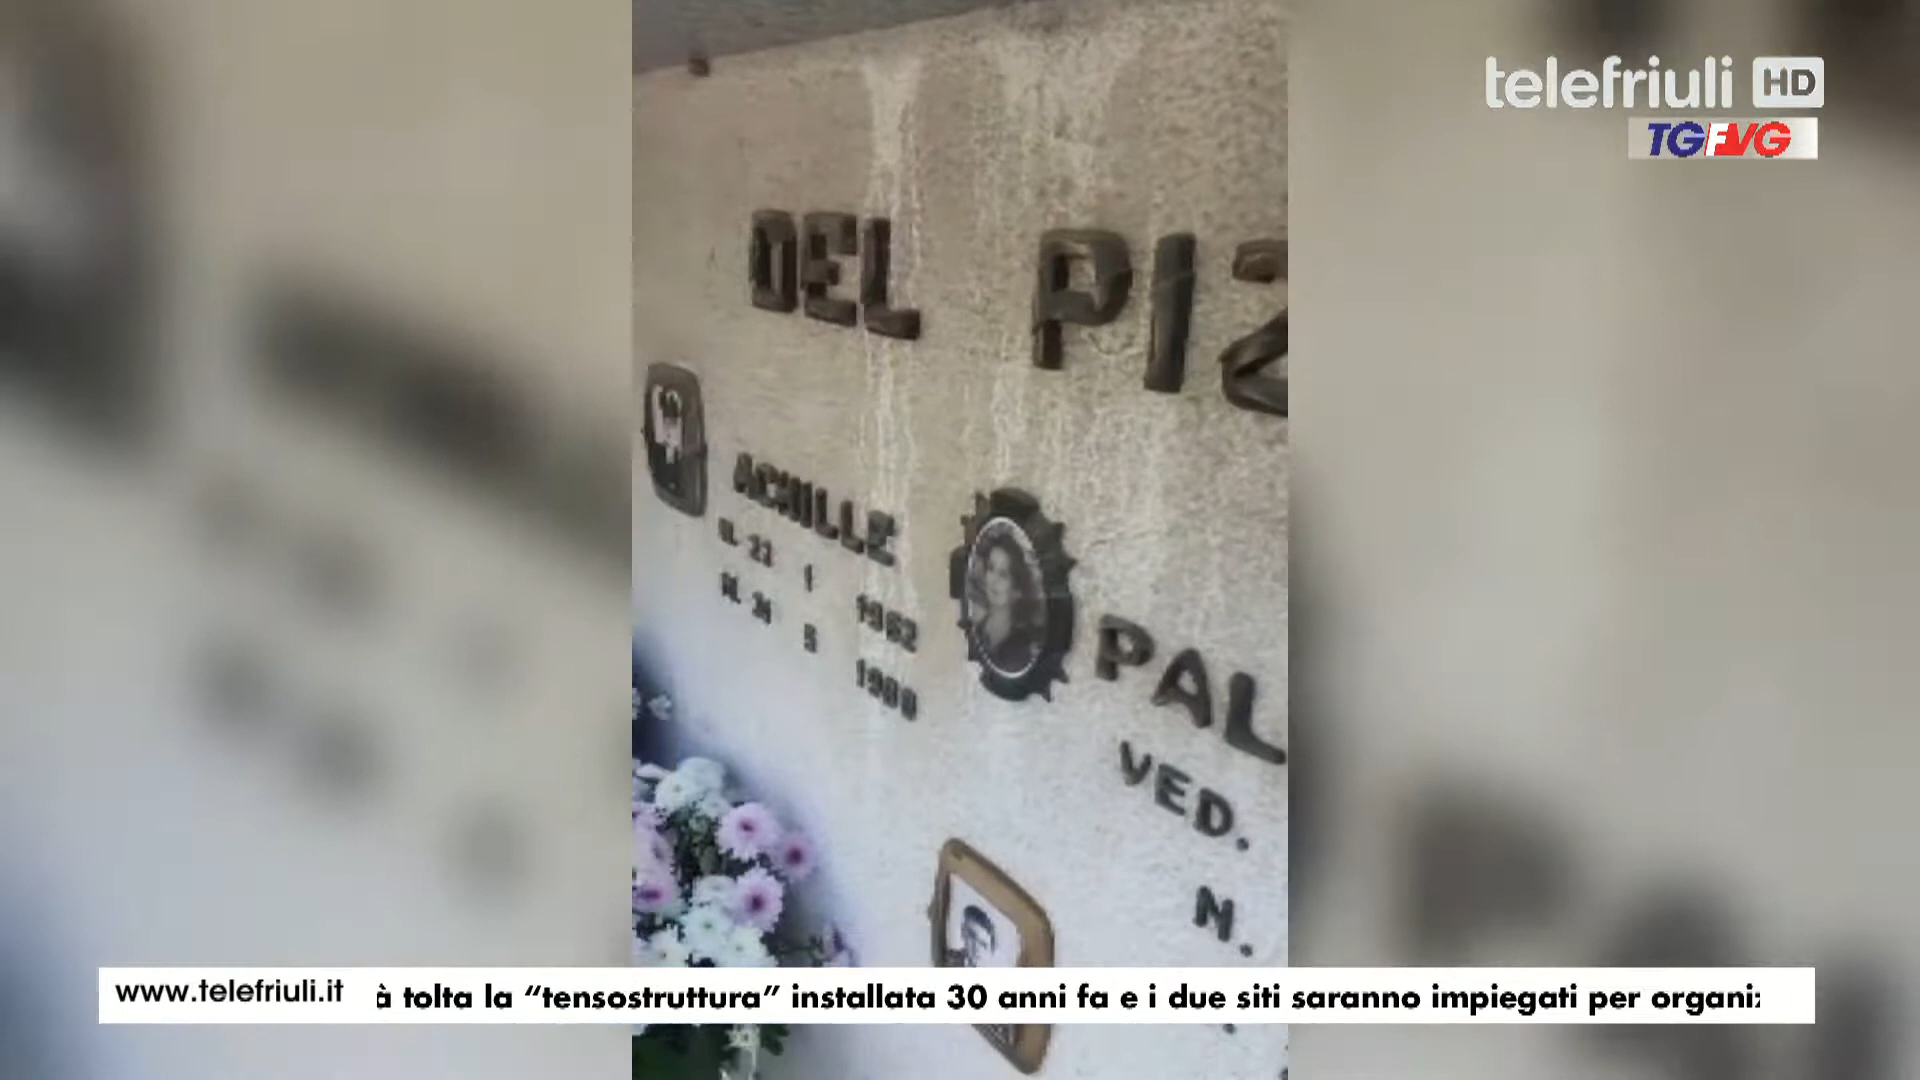 telefriuli HD
TGFVG
DEL PIZ
ACHILLE
N. 22 1 1962
5
PAL
VED.
N.
www.telefriuli.it
à tolta la “tensostruttura” installata 30 anni fa e i due siti saranno impiegati per organi